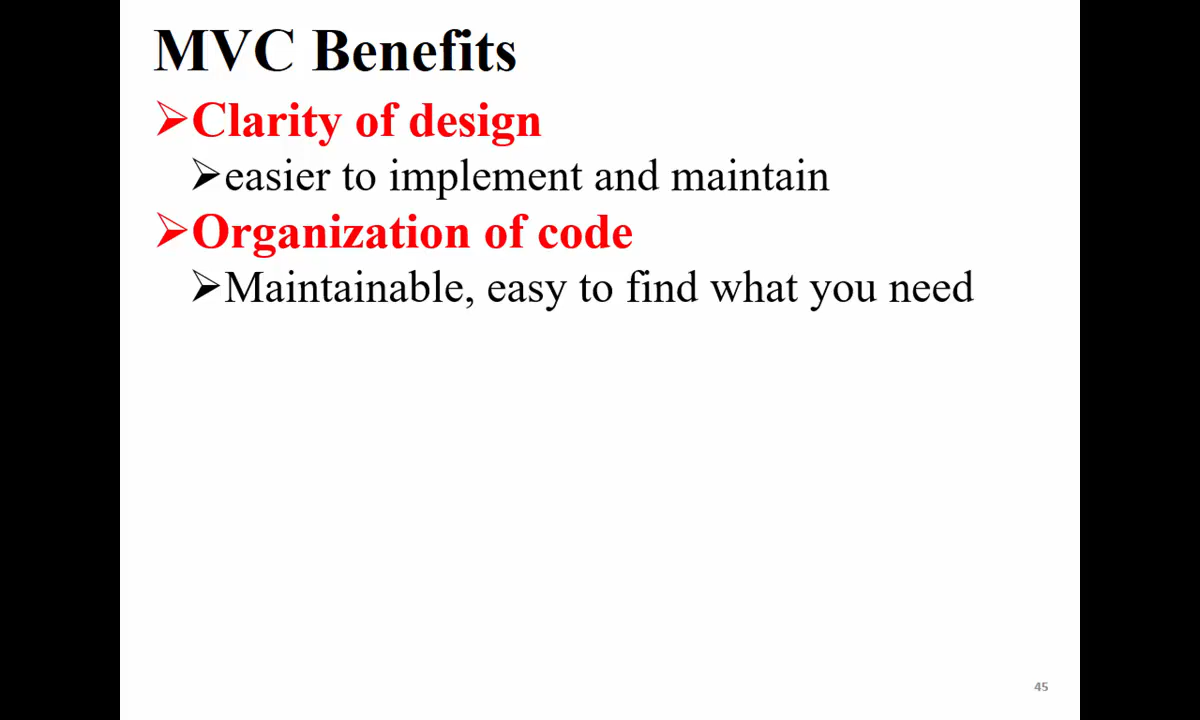 MVC Benefits
➢Clarity of design
➢easier to implement and maintain
➢Organization of code
➢Maintainable, easy to find what you need
45